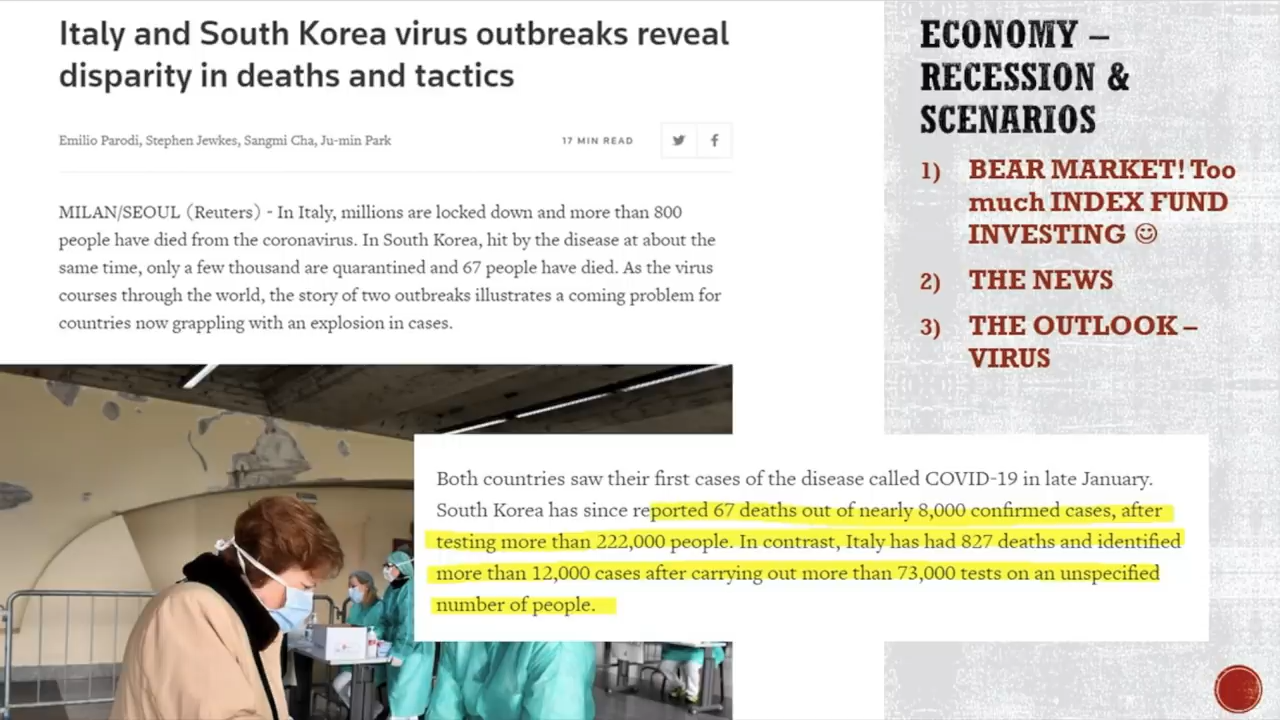 Italy and South Korea virus outbreaks reveal
disparity in deaths and tactics
Emilio Parodi, Stephen Jewkes, Sangmi Cha, Ju-min Park
17 MIN READ
MILAN/SEOUL (Reuters) - In Italy, millions are locked down and more than 800
people have died from the coronavirus. In South Korea, hit by the disease at about the
same time, only a few thousand are quarantined and 67 people have died. As the virus
courses through the world, the story of two outbreaks illustrates a coming problem for
countries now grappling with an explosion in cases.
Both countries saw their first cases of the disease called COVID-19 in late January.
South Korea has since reported 67 deaths out of nearly 8,000 confirmed cases, after
testing more than 222,000 people. In contrast, Italy has had 827 deaths and identified
more than 12,000 cases after carrying out more than 73,000 tests on an unspecified
number of people.
ECONOMY –
RECESSION &
SCENARIOS
1) BEAR MARKET! Too
much INDEX FUND
INVESTING ☺
2) THE NEWS
3) THE OUTLOOK –
VIRUS